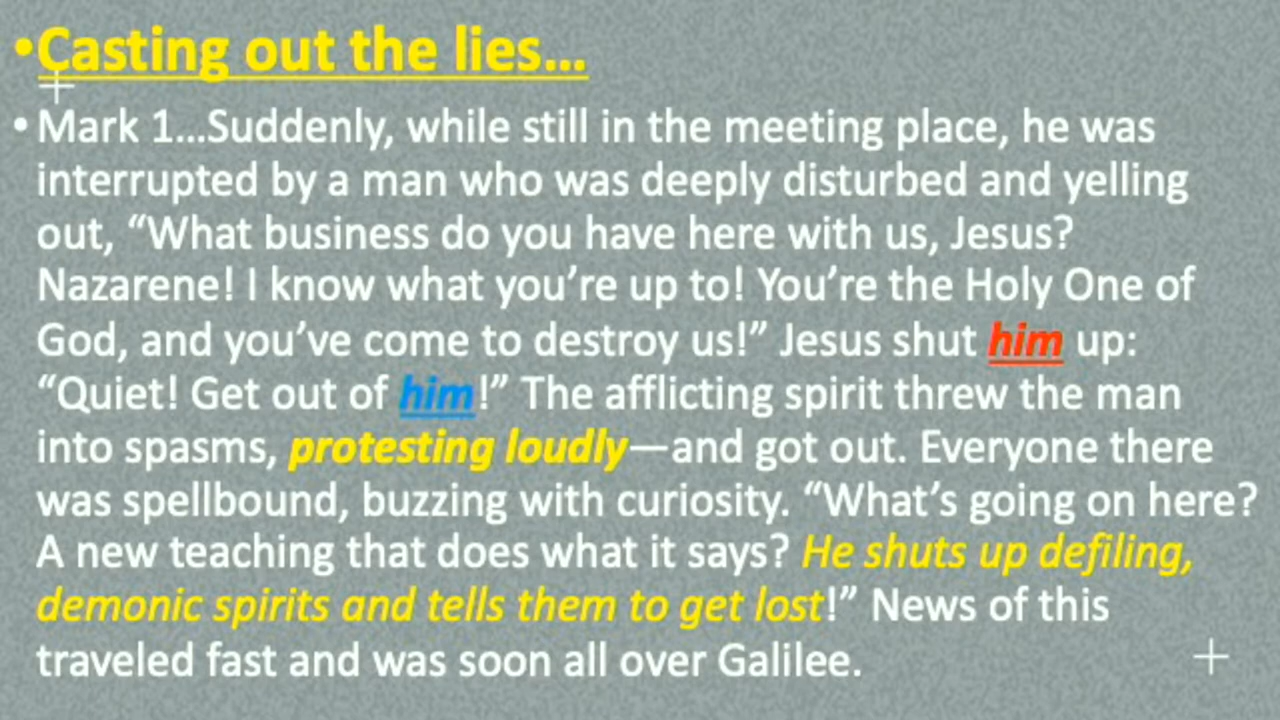 •Casting out the lies...
• Mark 1...Suddenly, while still in the meeting place, he was
interrupted by a man who was deeply disturbed and yelling
out, “What business do you have here with us, Jesus?
Nazarene! I know what you’re up to! You’re the Holy One of
God, and you’ve come to destroy us!” Jesus shut him up:
“Quiet! Get out of him!” The afflicting spirit threw the man
into spasms, protesting loudly—and got out. Everyone there
was spellbound, buzzing with curiosity. “What’s going on here?
A new teaching that does what it says? He shuts up defiling,
demonic spirits and tells them to get lost!” News of this
traveled fast and was soon all over Galilee.